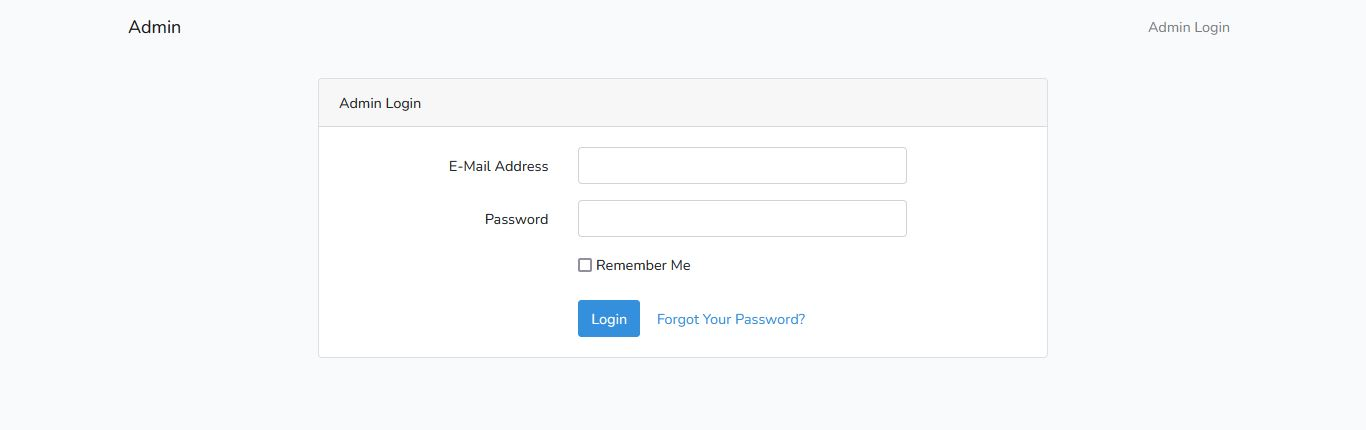 Admin
Admin Login
Admin Login
E-Mail Address
Password
Remember Me
Login
Forgot Your Password?